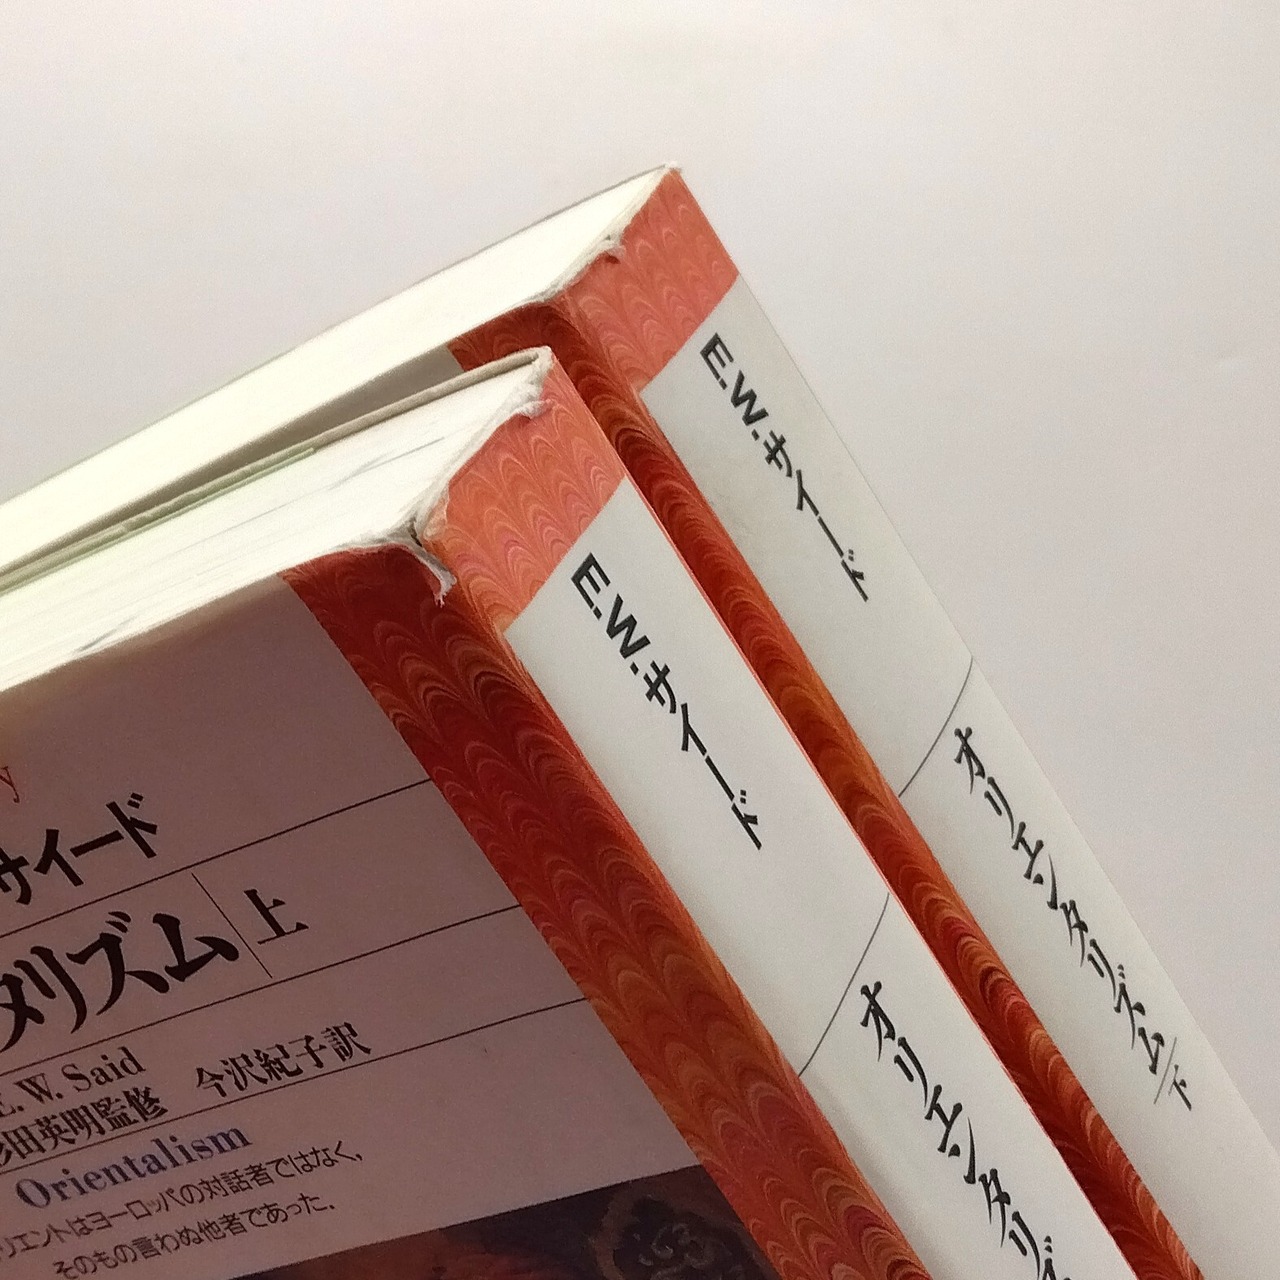 E.W.サイード
オリエンタリズム/下
E.W.サイード
オリエンタリズ
y
サイード
タリズム 上
E. W. Said
杉田英明監修 今沢紀子訳
Orientalism
リエントはヨーロッパの対話者ではなく,
そのもの言わぬ他者であった.